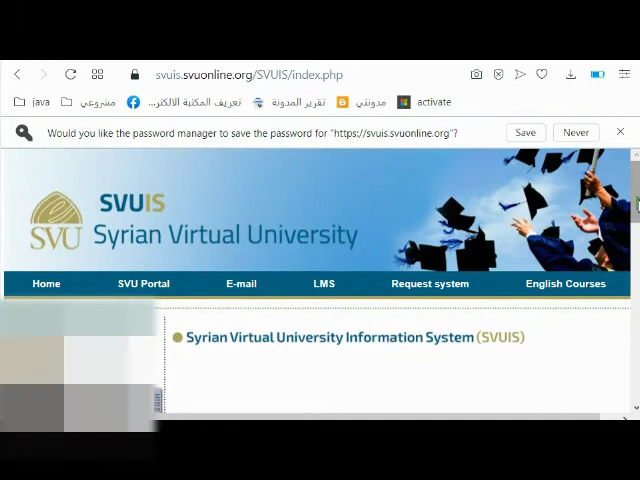 svuis.svuonline.org/SVUIS/index.php
java مشروعي تعريف المكتبة الالكتر... تقرير المدونة مدونتي activate
Would you like the password manager to save the password for "https://svuis.svuonline.org"? Save Never
SVUIS
SVU Syrian Virtual University
Home SVU Portal E-mail LMS Request system English Courses
Syrian Virtual University Information System (SVUIS)